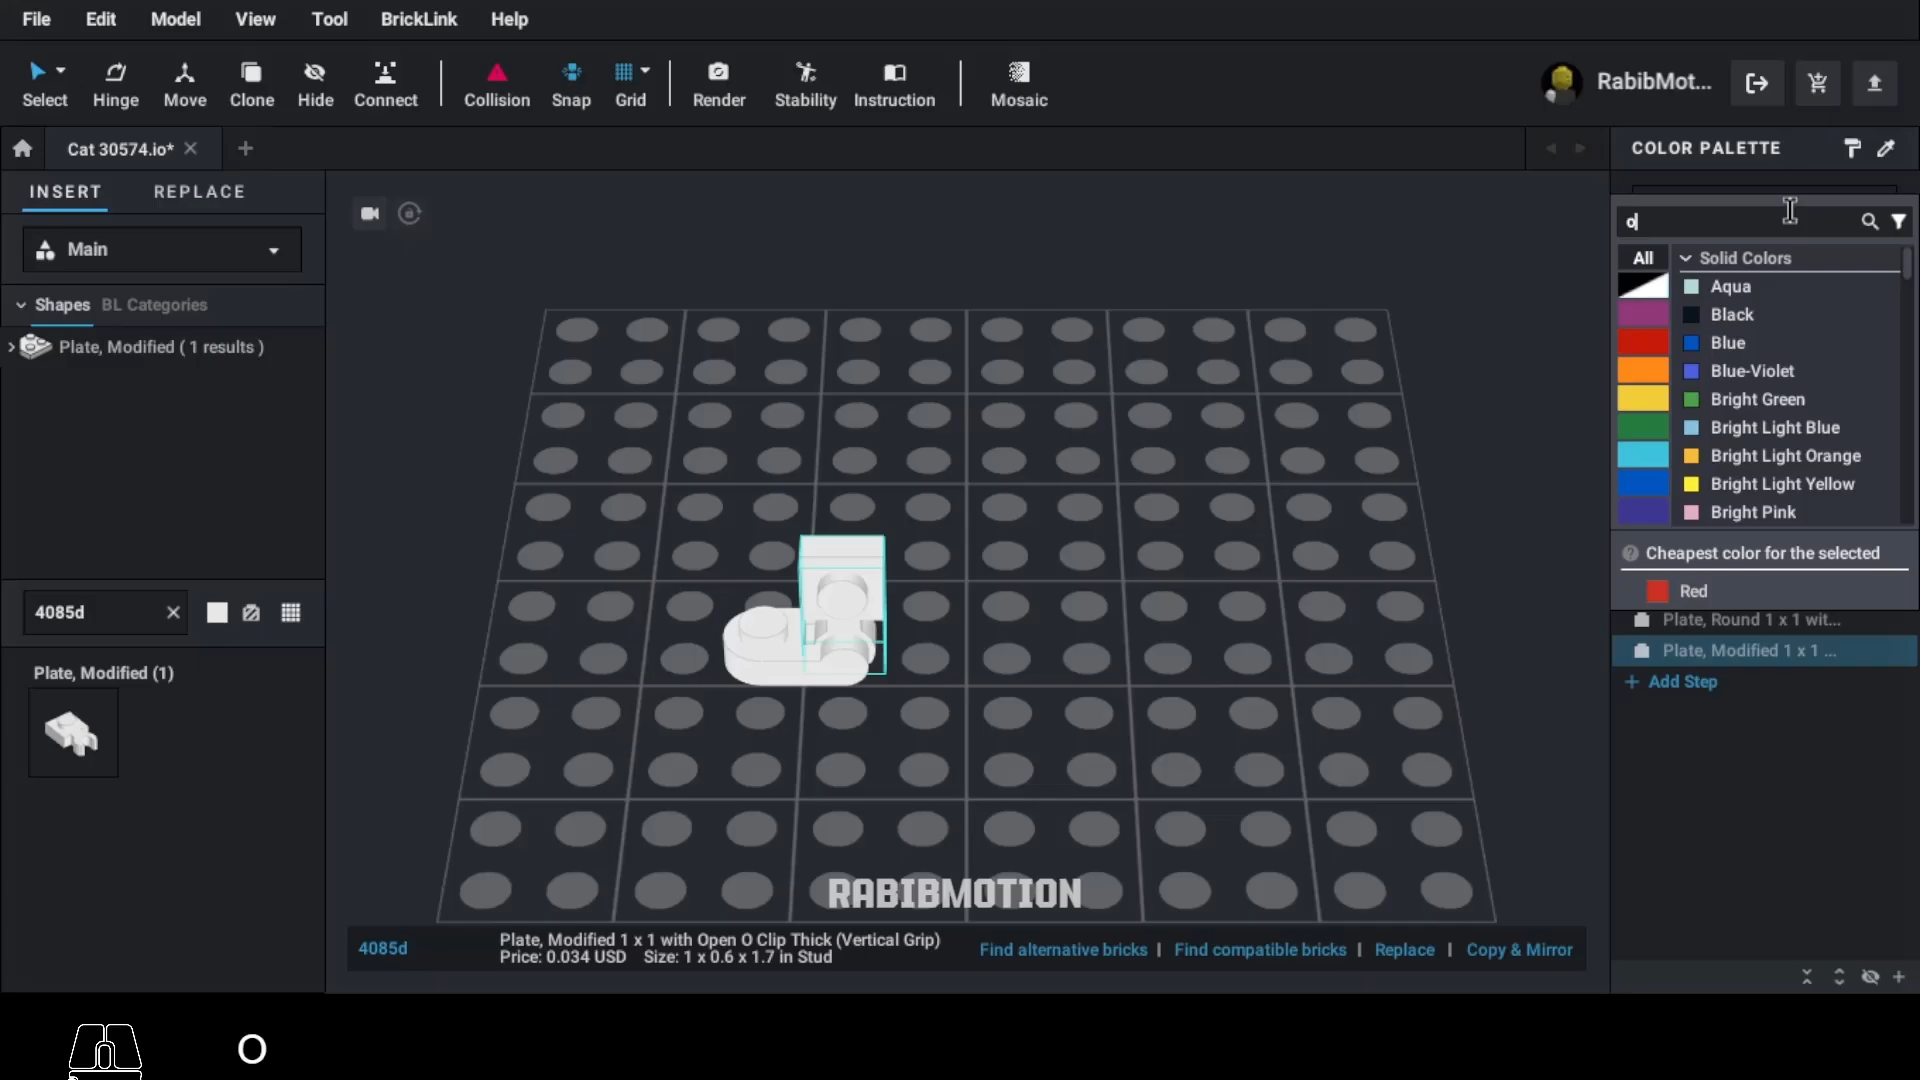 File Edit Model View Tool BrickLink Help
Select Hinge Move Clone Hide Connect Collision Snap Grid Render Stability Instruction Mosaic RabibMot...
Cat 30574.io* COLOR PALETTE
INSERT REPLACE
Main
Shapes BL Categories
Plate, Modified ( 1 results )
4085d
Plate, Modified (1)
o
All Solid Colors
Aqua
Black
Blue
Blue-Violet
Bright Green
Bright Light Blue
Bright Light Orange
Bright Light Yellow
Bright Pink
Cheapest color for the selected
Red
Plate, Round 1 x 1 wit...
Plate, Modified 1 x 1 ...
+ Add Step
RABIBMOTION
4085d Plate, Modified 1 x 1 with Open O Clip Thick (Vertical Grip)
Price: 0.034 USD Size: 1 x 0.6 x 1.7 in Stud
Find alternative bricks | Find compatible bricks | Replace | Copy & Mirror
O